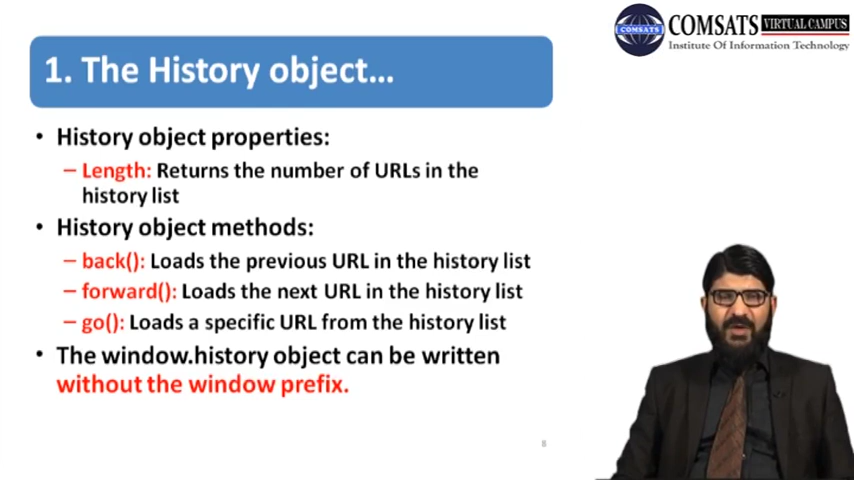 COMSATS
COMSATS VIRTUAL CAMPUS
Institute Of Information Technology
1. The History object...
• History object properties:
– Length: Returns the number of URLs in the
history list
• History object methods:
– back(): Loads the previous URL in the history list
– forward(): Loads the next URL in the history list
– go(): Loads a specific URL from the history list
• The window.history object can be written
without the window prefix.
8